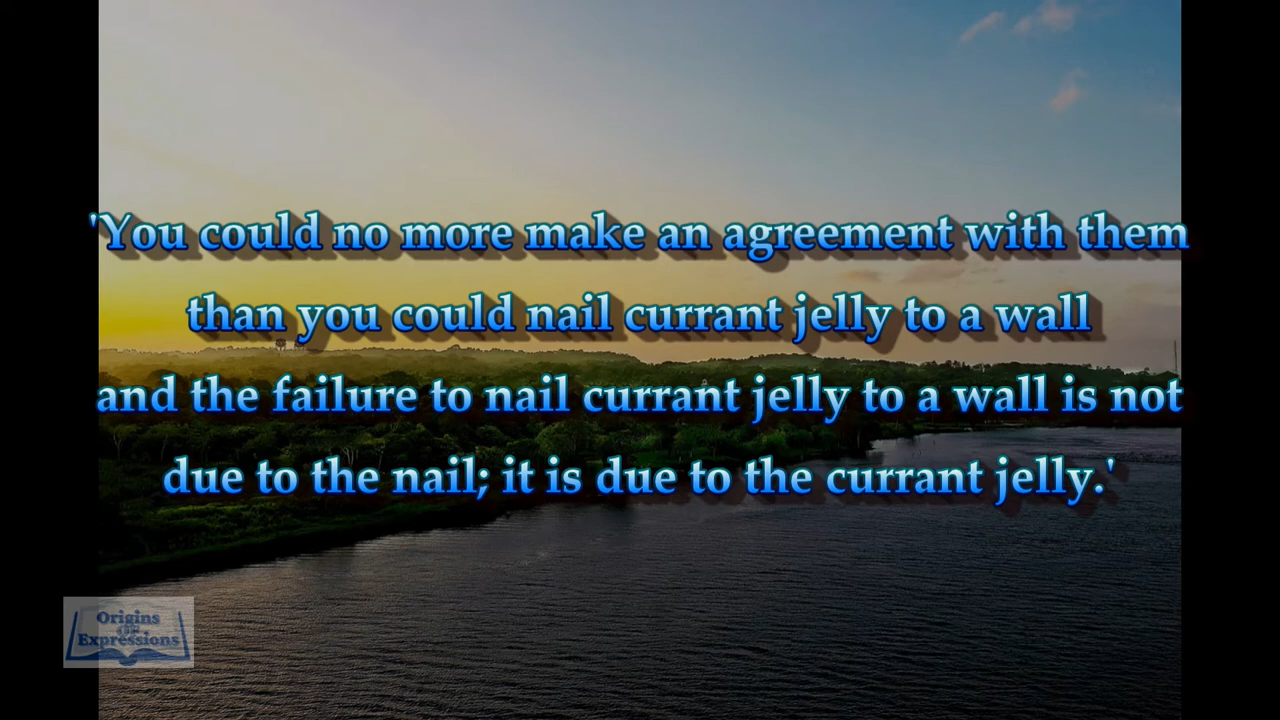 'You could no more make an agreement with them
than you could nail currant jelly to a wall
and the failure to nail currant jelly to a wall is not
due to the nail; it is due to the currant jelly.'
Origins
Expressions